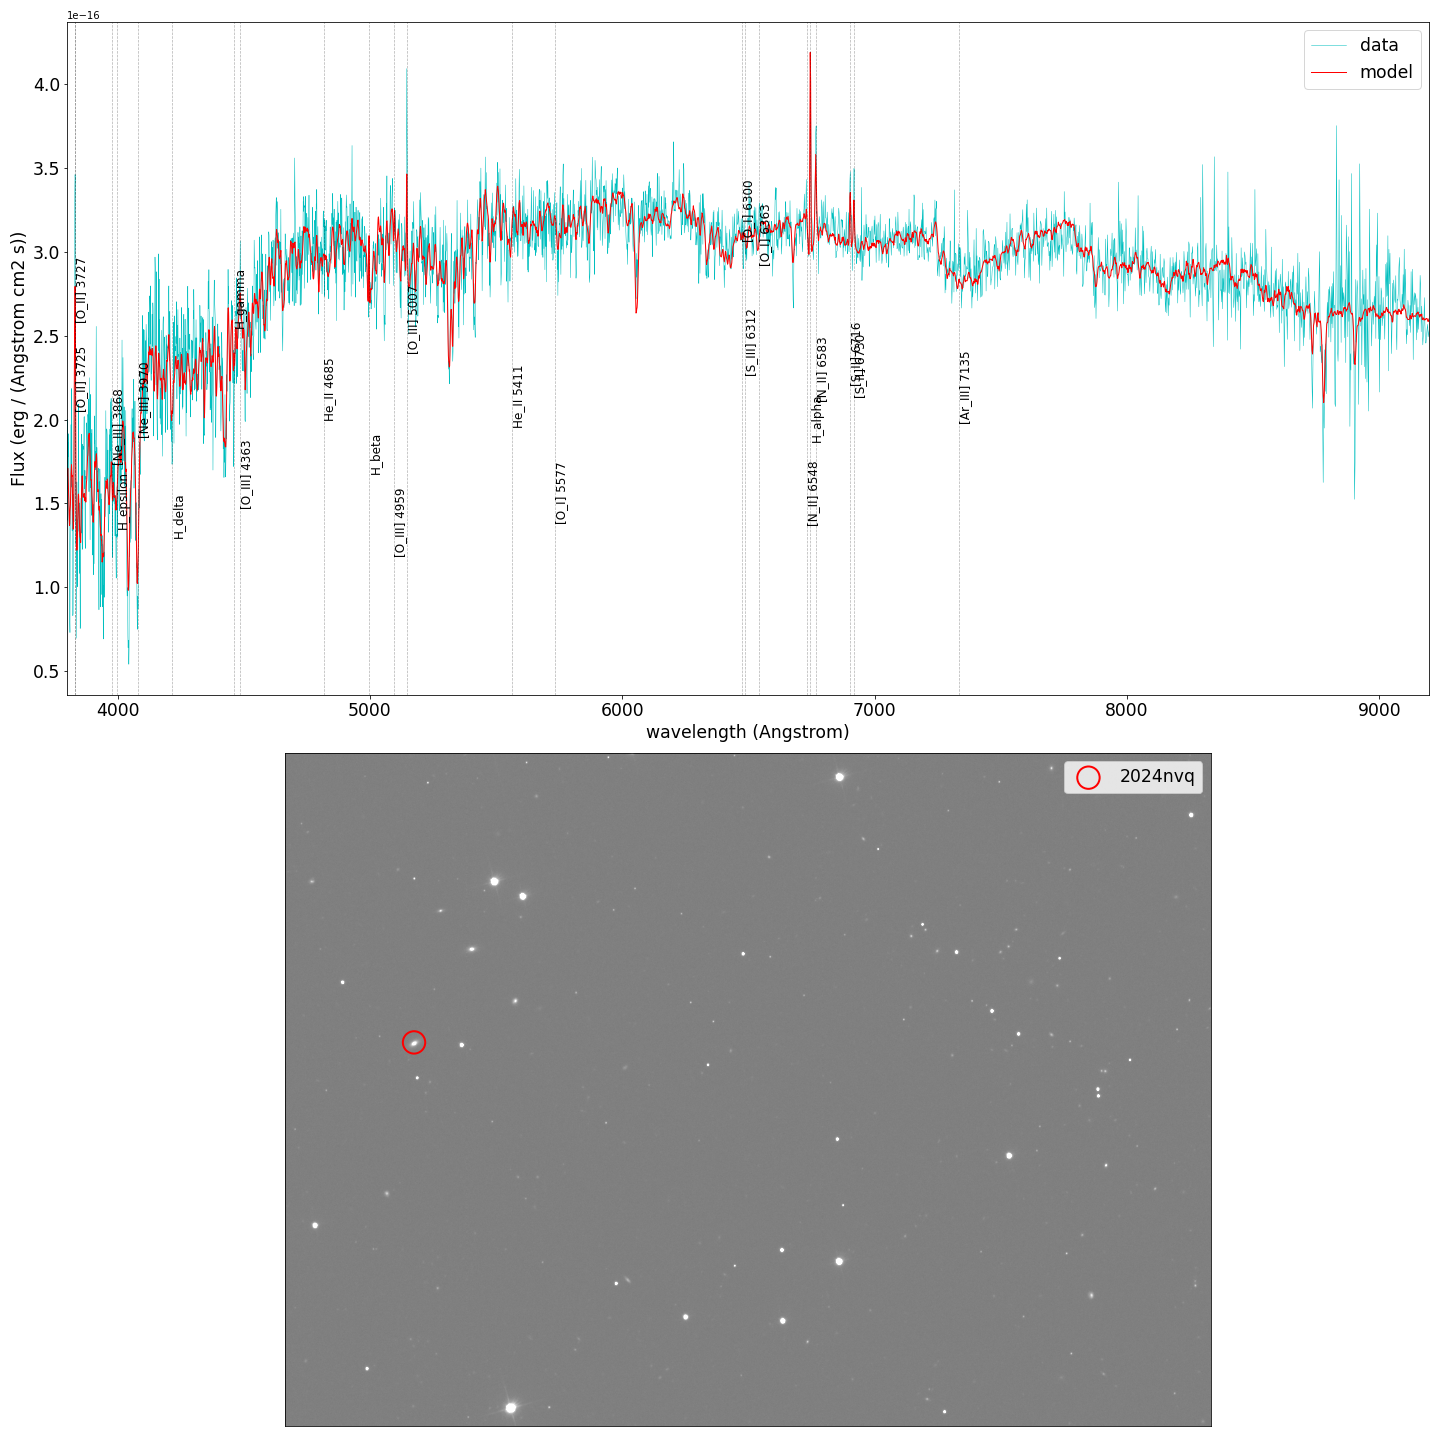 1e−16
data
model
4.0
3.5
3.0
2.5
2.0
1.5
1.0
0.5
Flux (erg / (Angstrom cm2 s))
[O_II] 3727
[O_II] 3725
[Ne_III] 3868
H_epsilon
[Ne_III] 3970
H_delta
H_gamma
[O_III] 4363
He_II 4685
H_beta
[O_III] 4959
[O_III] 5007
He_II 5411
[O_I] 5577
[O_I] 6300
[S_III] 6312
[O_I] 6363
[N_II] 6548
H_alpha
[N_II] 6583
[S_II] 6716
[S_II] 6730
[Ar_III] 7135
4000
5000
6000
7000
8000
9000
wavelength (Angstrom)
2024nvq